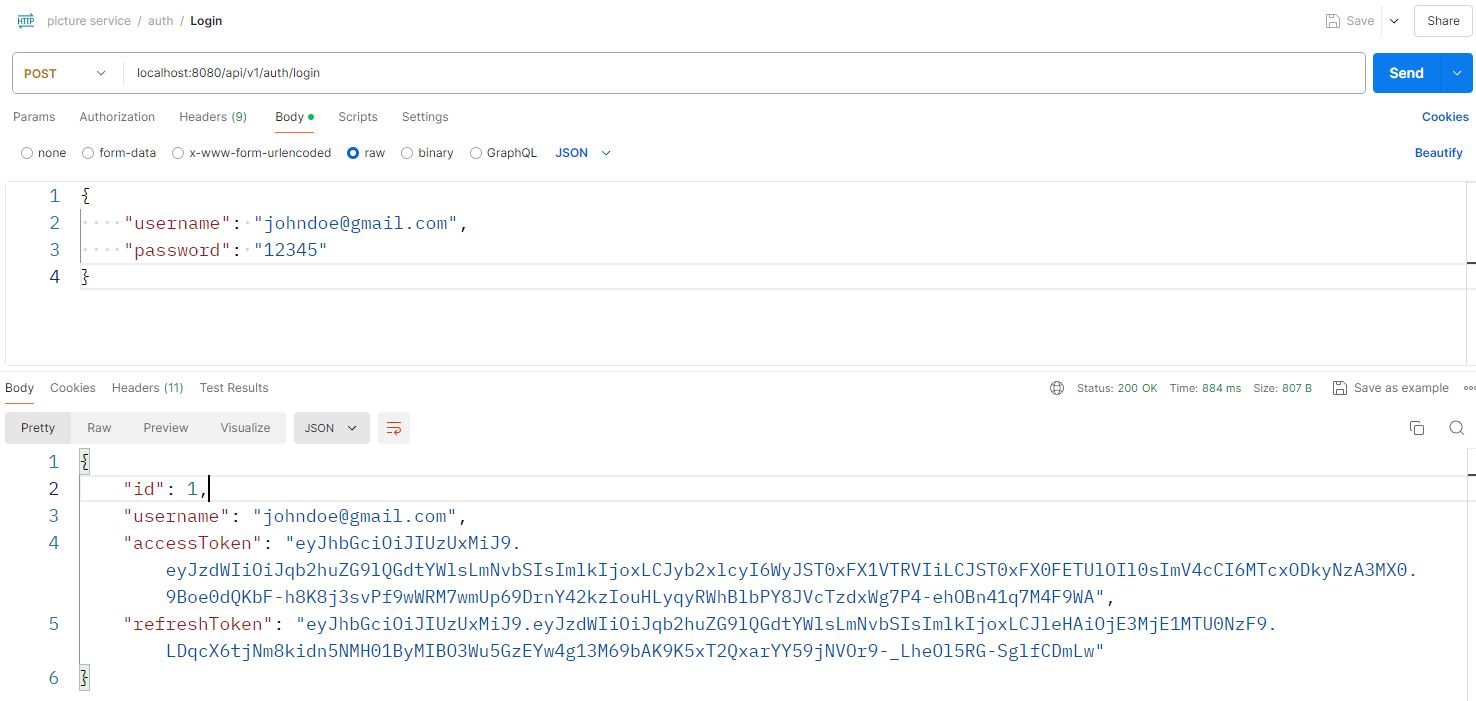 HTTP picture service / auth / Login Save Share
POST localhost:8080/api/v1/auth/login Send
Params Authorization Headers (9) Body Scripts Settings Cookies
none form-data x-www-form-urlencoded raw binary GraphQL JSON Beautify
1 {
2 "username": "johndoe@gmail.com",
3 "password": "12345"
4 }
Body Cookies Headers (11) Test Results Status: 200 OK Time: 884 ms Size: 807 B Save as example
Pretty Raw Preview Visualize JSON
1 {
2 "id": 1,
3 "username": "johndoe@gmail.com",
4 "accessToken": "eyJhbGciOiJIUzUxMiJ9.
eyJzdWIiOiJqb2huZG9lQGdtYWlsLmNvbSIsImlkIjoxLCJyb2xlcyI6WyJST0xFX1VTRVIiLCJST0xFX0FETUlOIl0sImV4cCI6MTcxODkyNzA3MX0.
9Boe0dQKbF-h8K8j3svPf9wWRM7wmUp69DrnY42kzIouHLyqyRWhBlbPY8JVcTzdxWg7P4-ehOBn41q7M4F9WA",
5 "refreshToken": "eyJhbGciOiJIUzUxMiJ9.eyJzdWIiOiJqb2huZG9lQGdtYWlsLmNvbSIsImlkIjoxLCJleHAiOjE3MjE1MTU0NzF9.
LDqcX6tjNm8kidn5NMH01ByMIBO3Wu5GzEYw4g13M69bAK9K5xT2QxarYY59jNVOr9-_LheOl5RG-SglfCDmLw"
6 }